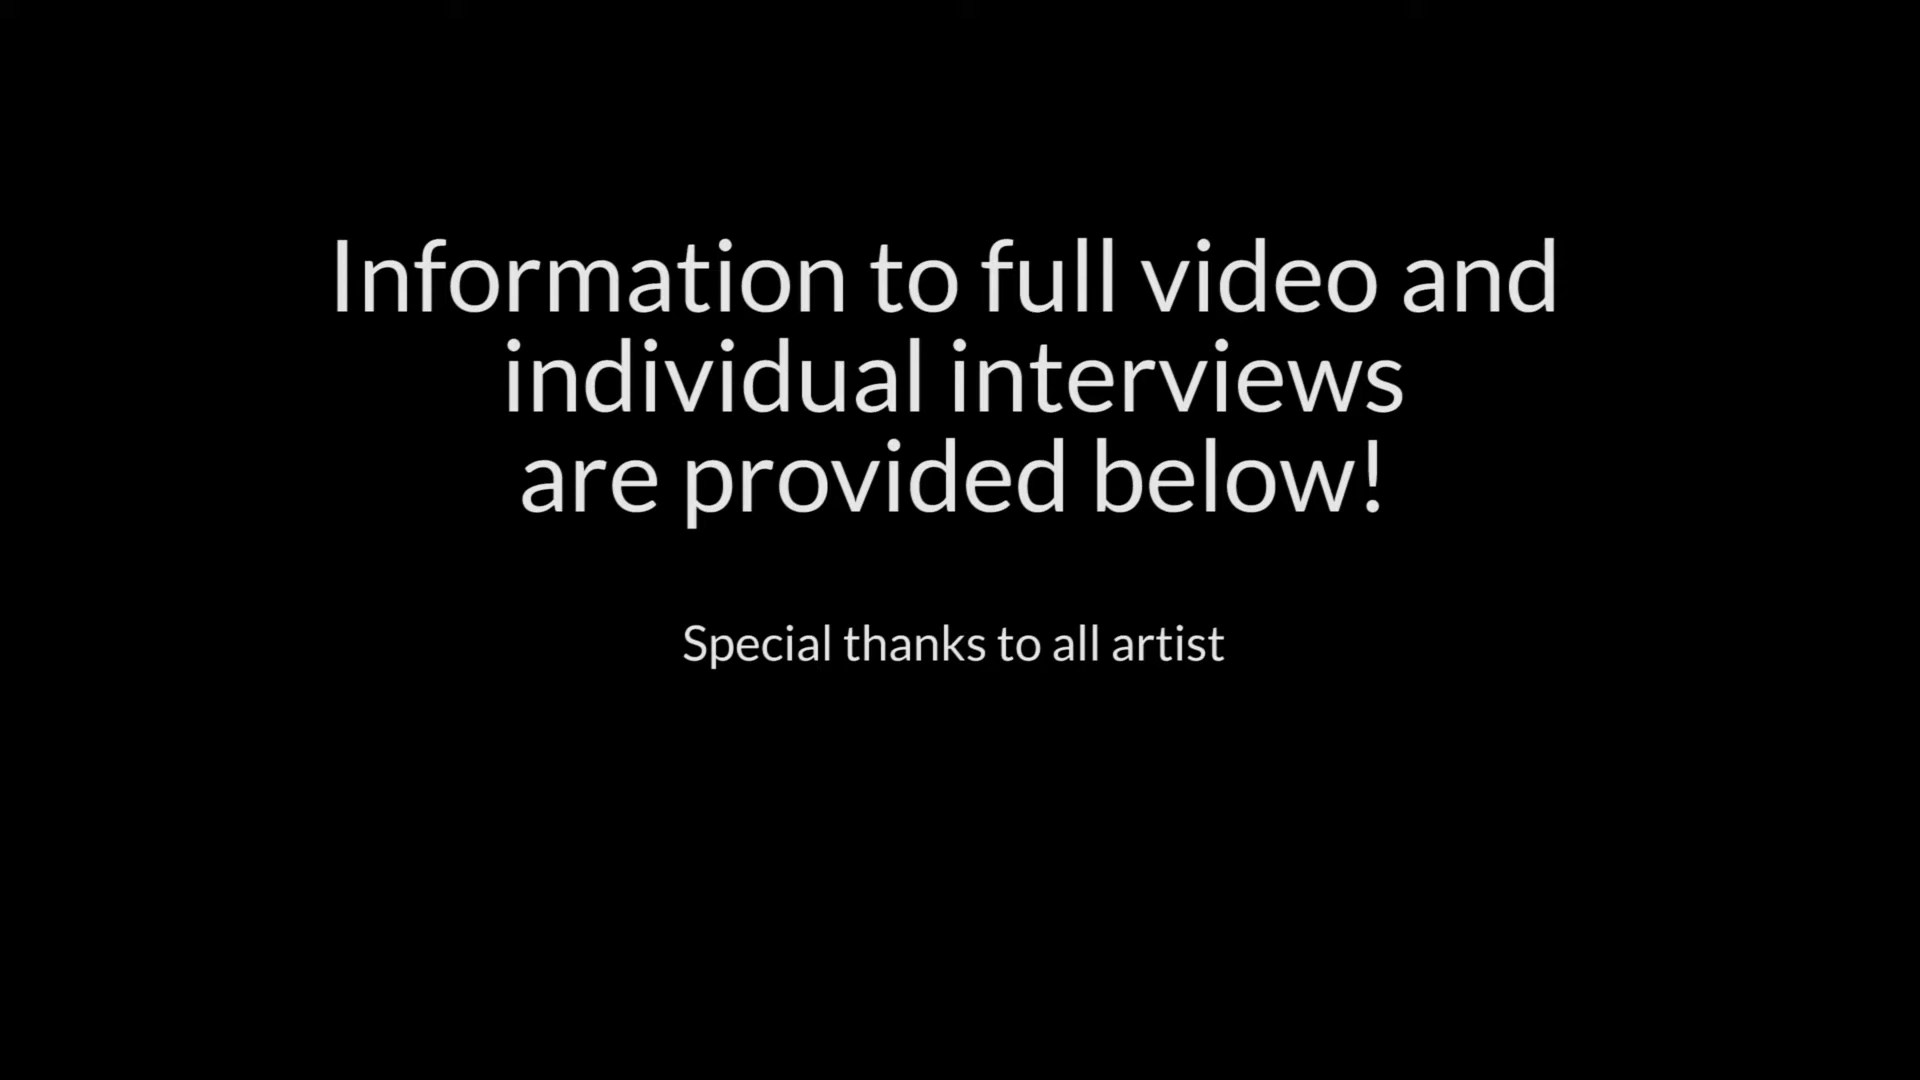 Information to full video and
individual interviews
are provided below!
Special thanks to all artist